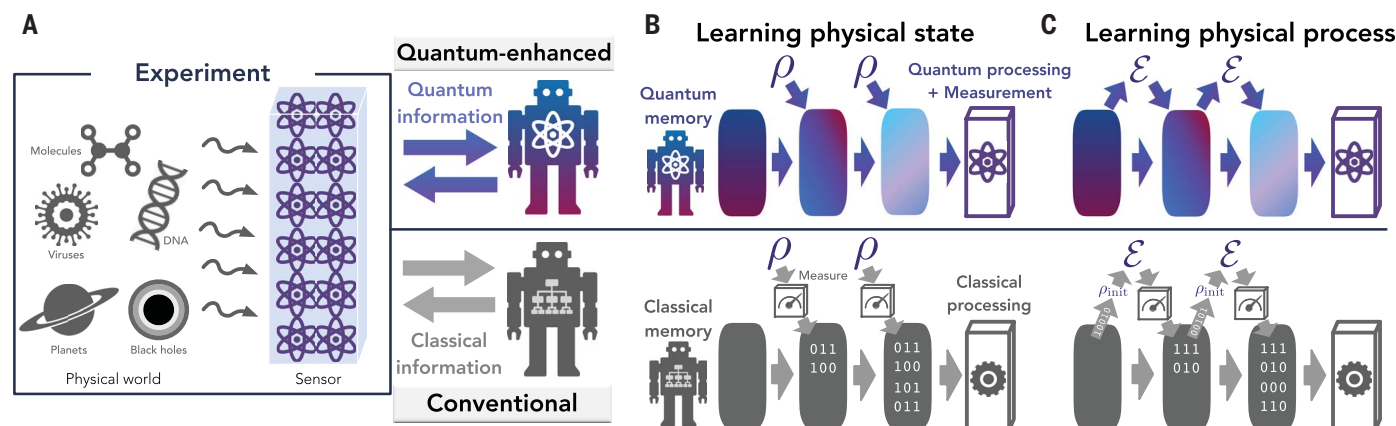 A
Experiment
Molecules
DNA
Viruses
Planets
Black holes
Physical world
Sensor
Quantum-enhanced
Quantum
information
Classical
information
Conventional
B
Learning physical state
Quantum
memory
ρ
ρ
Quantum processing
+ Measurement
Classical
memory
ρ
Measure
ρ
Classical
processing
011
100
011
100
101
011
C
Learning physical process
ℰ
ℰ
ℰ
ℰ
ρinit
ρinit
10010
00101
111
010
111
010
000
110